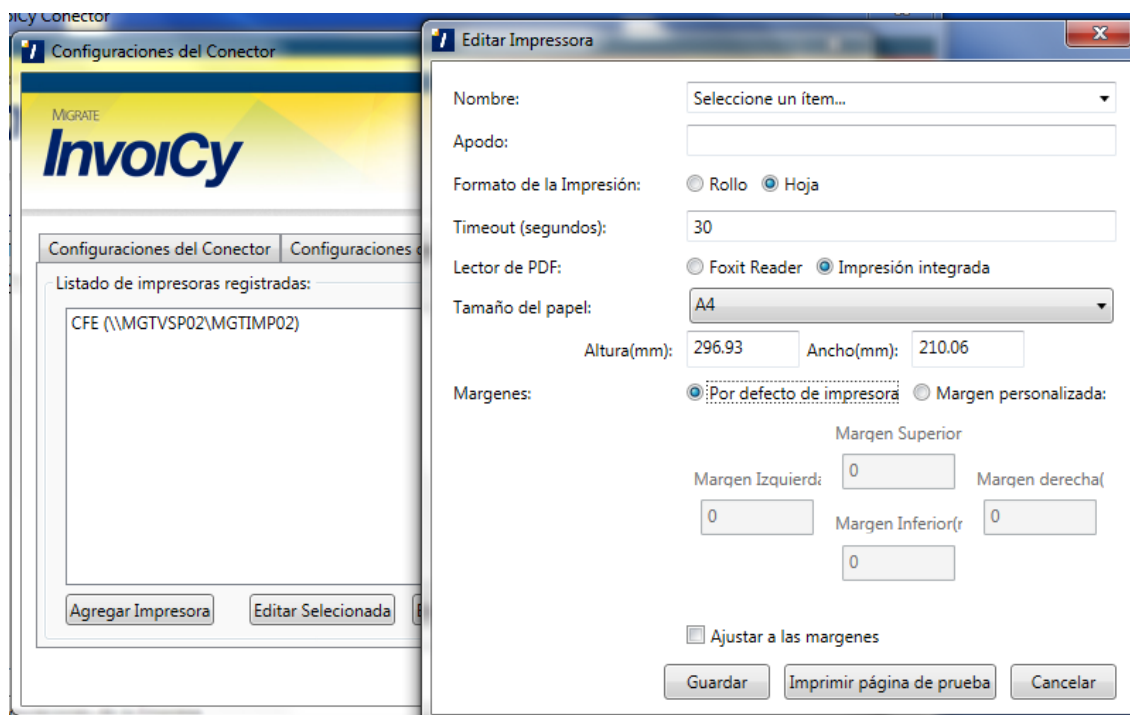 Cy Conector
Configuraciones del Conector
MIGRATE
InvoiCy
Configuraciones del Conector
Configuraciones
Listado de impresoras registradas:
CFE (\\MGTVSP02\MGTIMP02)
Agregar Impresora
Editar Selecionada
Editar Impressora
Nombre:
Seleccione un ítem...
Apodo:
Formato de la Impresión:
Rollo
Hoja
Timeout (segundos):
30
Lector de PDF:
Foxit Reader
Impresión integrada
Tamaño del papel:
A4
Altura(mm):
296.93
Ancho(mm):
210.06
Margenes:
Por defecto de impresora
Margen personalizada:
Margen Superior
0
Margen Izquierda
0
Margen derecha(
0
Margen Inferior(
0
Ajustar a las margenes
Guardar
Imprimir página de prueba
Cancelar